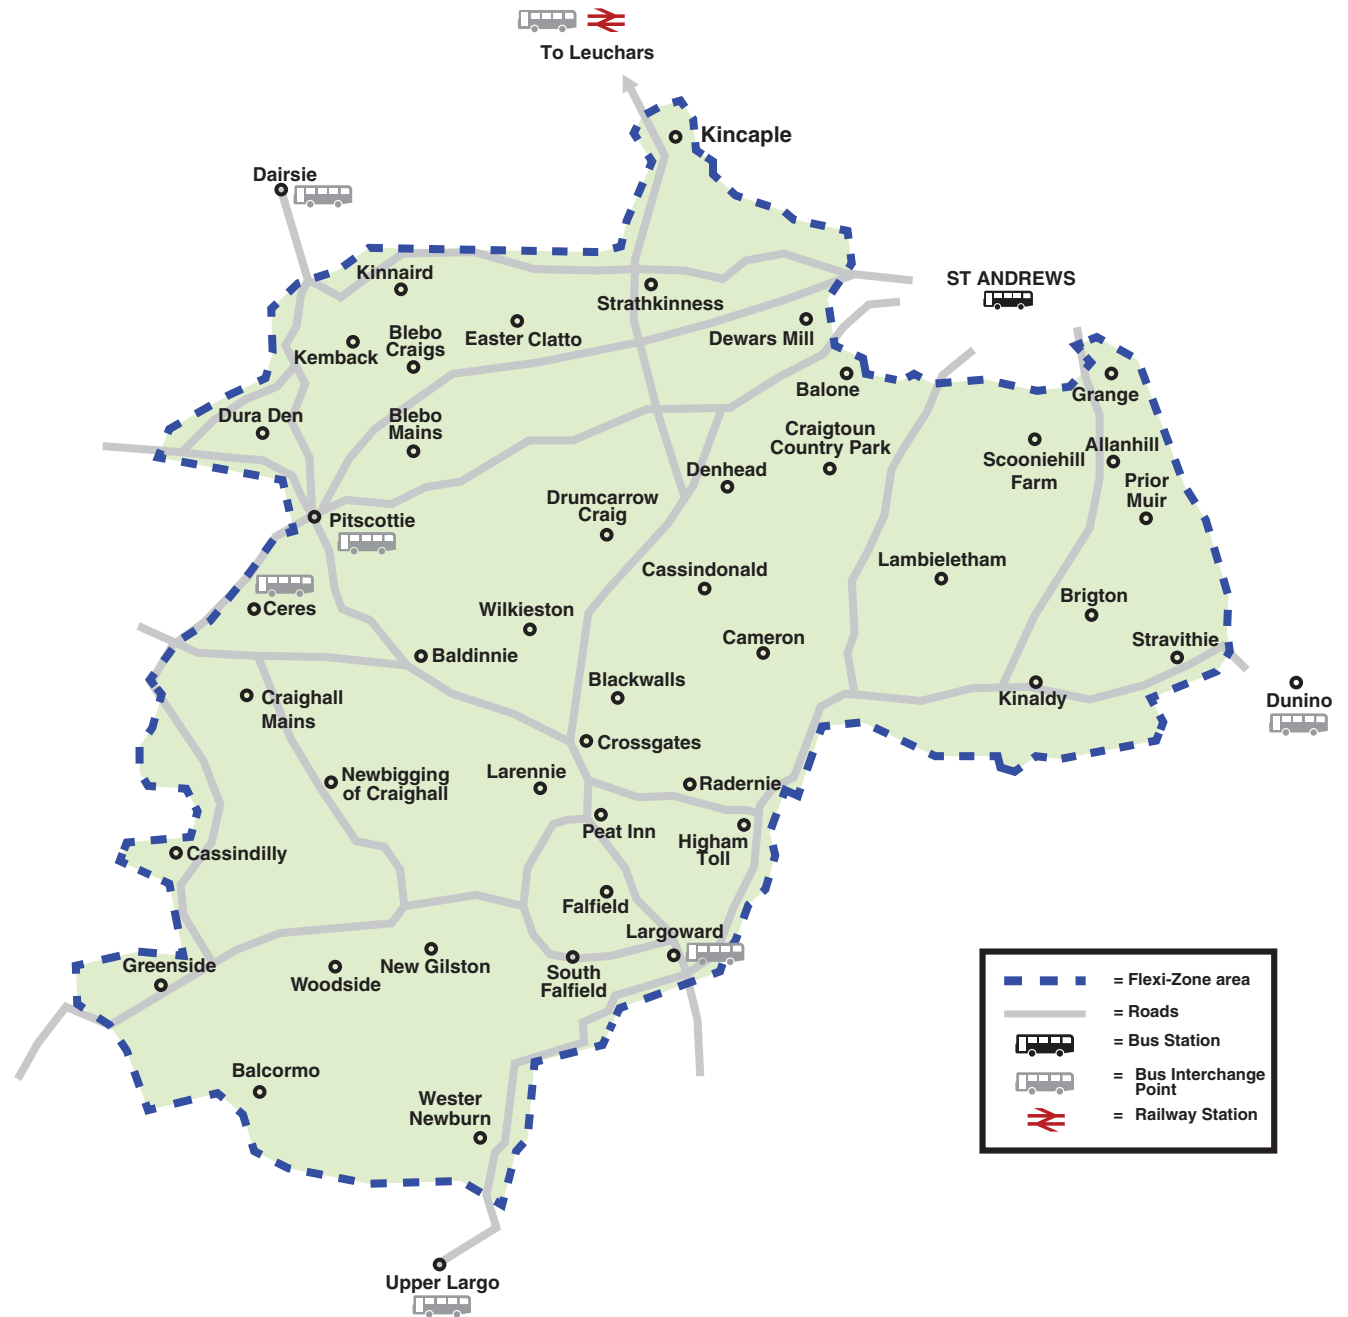 To Leuchars
Kincaple
Dairsie
Kinnaird
ST ANDREWS
Strathkinness
Blebo
Craigs
Easter Clatto
Dewars Mill
Kemback
Balone
Grange
Dura Den
Blebo
Mains
Craigtoun
Country Park
Allanhill
Scooniehill
Farm
Denhead
Prior
Muir
Drumcarrow
Craig
Pitscottie
Lambieletham
Cassindonald
Brigton
Ceres
Wilkieston
Cameron
Stravithie
Baldinnie
Blackwalls
Craighall
Mains
Kinaldy
Dunino
Crossgates
Newbigging
of Craighall
Larennie
Radernie
Peat Inn
Higham
Toll
Cassindilly
Falfield
Largoward
Greenside
New Gilston
Woodside
South
Falfield
Balcormo
Wester
Newburn
Upper Largo
= Flexi-Zone area
= Roads
= Bus Station
= Bus Interchange
Point
= Railway Station